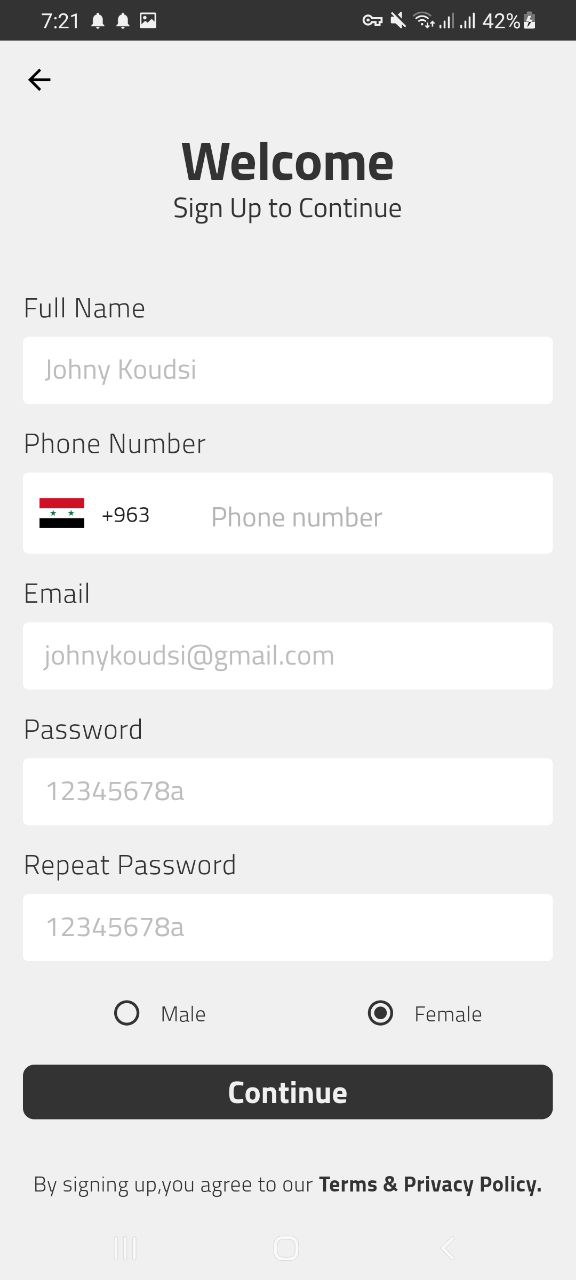 7:21 42%
Welcome
Sign Up to Continue
Full Name
Johny Koudsi
Phone Number
+963 Phone number
Email
johnykoudsi@gmail.com
Password
12345678a
Repeat Password
12345678a
Male Female
Continue
By signing up,you agree to our Terms & Privacy Policy.